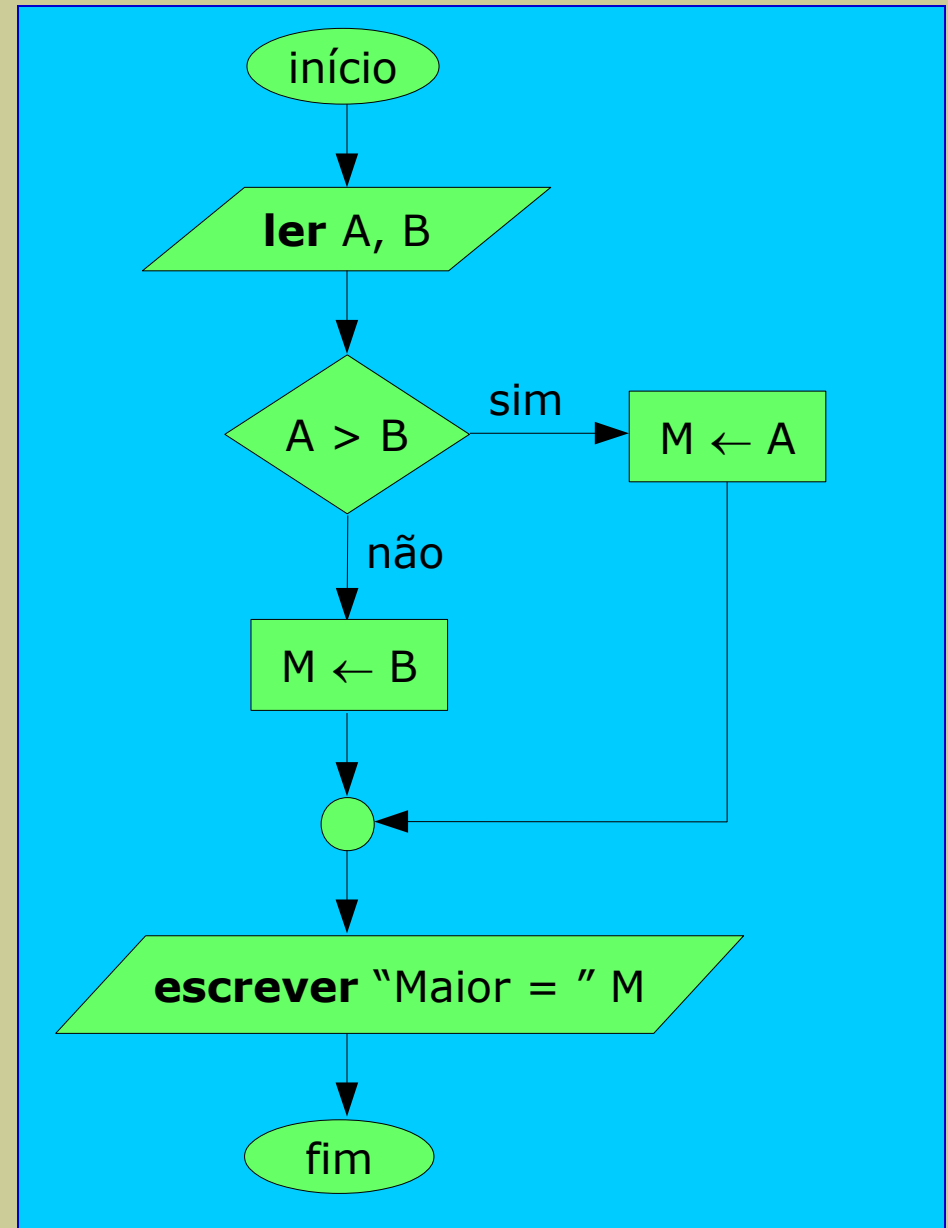 início
ler A, B
A > B
sim
M ← A
não
M ← B
escrever “Maior = ” M
fim